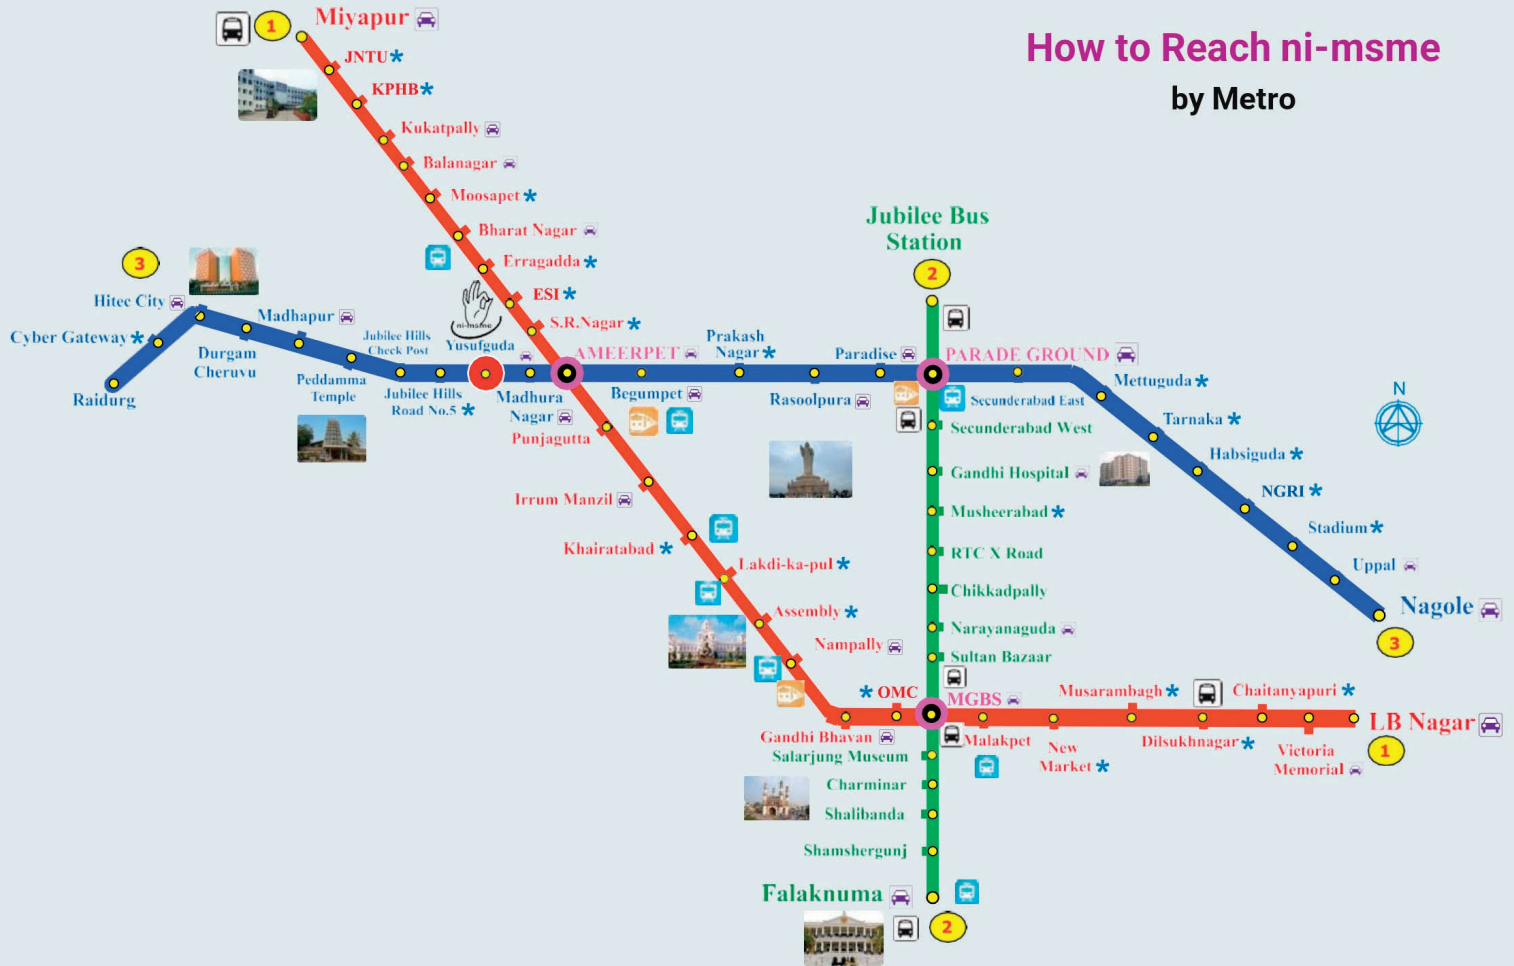 How to Reach ni-msme
by Metro
1
Miyapur
JNTU*
KPHB*
Kukatpally
Balanagar
Moosapet *
Bharat Nagar
Erragadda *
ESI *
S.R.Nagar *
ni-msme
3
Hitec City
Cyber Gateway *
Raidurg
Durgam
Cheruvu
Madhapur
Peddamma
Temple
Jubilee Hills
Check Post
Jubilee Hills
Road No.5 *
Yusufguda
Madhura
Nagar
AMEERPET
Begumpet
Prakash
Nagar *
Rasoolpura
Paradise
PARADE GROUND
Secunderabad East
Mettuguda *
Tarnaka *
Habsiguda *
NGRI *
Stadium *
Uppal
Nagole
3
N
Jubilee Bus
Station
2
Secunderabad West
Gandhi Hospital
Musheerabad *
RTC X Road
Chikkadpally
Narayanaguda
Sultan Bazaar
MGBS
Salarjung Museum
Charminar
Shalibanda
Shamshergunj
Falaknuma
2
Punjagutta
Irrum Manzil
Khairatabad *
Lakdi-ka-pul *
Assembly *
Nampally
Gandhi Bhavan
* OMC
Malakpet
New
Market *
Musarambagh *
Dilsukhnagar *
Chaitanyapuri *
Victoria
Memorial
LB Nagar
1